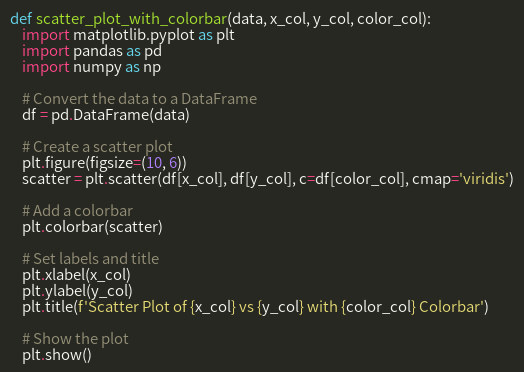 def scatter_plot_with_colorbar(data, x_col, y_col, color_col):
import matplotlib.pyplot as plt
import pandas as pd
import numpy as np
# Convert the data to a DataFrame
df = pd.DataFrame(data)
# Create a scatter plot
plt.figure(figsize=(10, 6))
scatter = plt.scatter(df[x_col], df[y_col], c=df[color_col], cmap='viridis')
# Add a colorbar
plt.colorbar(scatter)
# Set labels and title
plt.xlabel(x_col)
plt.ylabel(y_col)
plt.title(f'Scatter Plot of {x_col} vs {y_col} with {color_col} Colorbar')
# Show the plot
plt.show()